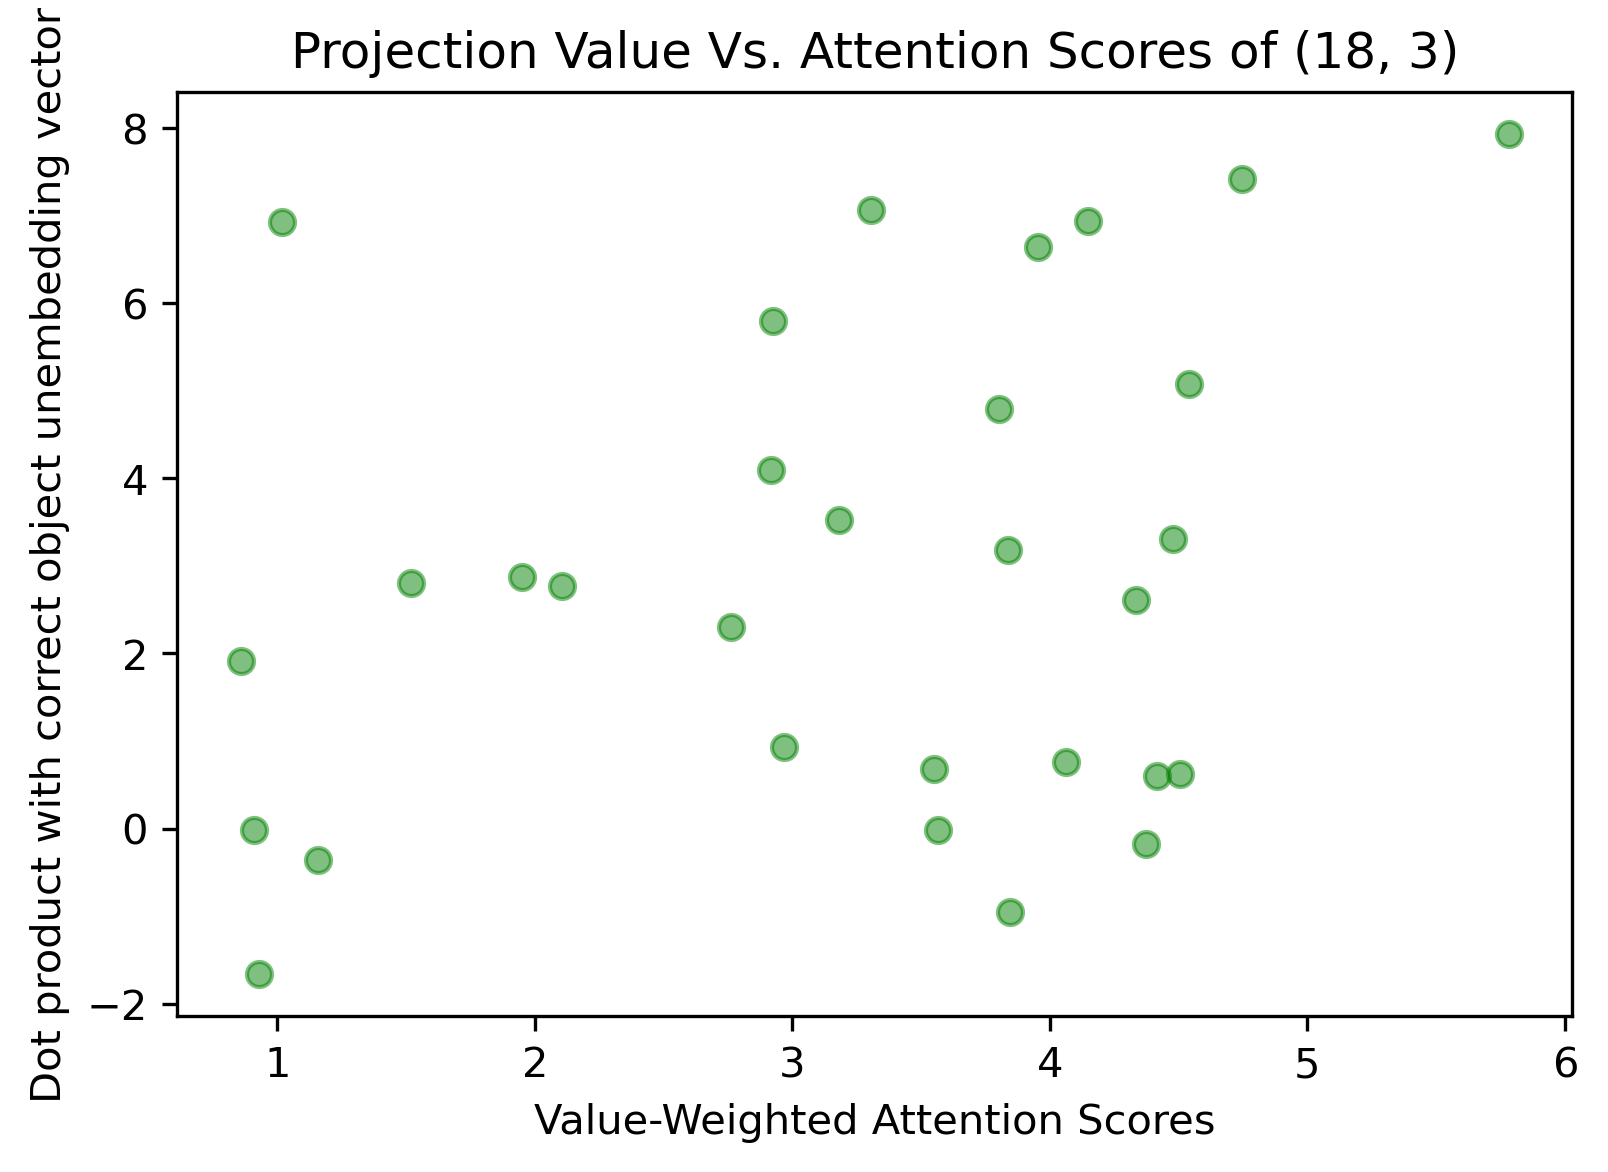 Projection Value Vs. Attention Scores of (18, 3)
Dot product with correct object unembedding vector
8
6
4
2
0
−2
1 2 3 4 5 6
Value-Weighted Attention Scores